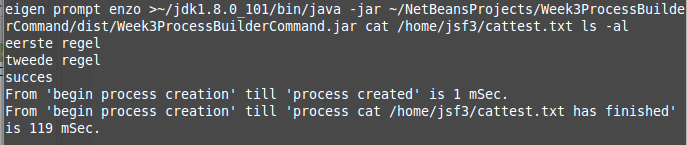 eigen prompt enzo >~/jdk1.8.0_101/bin/java -jar ~/NetBeansProjects/Week3ProcessBuilde
rCommand/dist/Week3ProcessBuilderCommand.jar cat /home/jsf3/cattest.txt ls -al
eerste regel
tweede regel
succes
From 'begin process creation' till 'process created' is 1 mSec.
From 'begin process creation' till 'process cat /home/jsf3/cattest.txt has finished'
is 119 mSec.